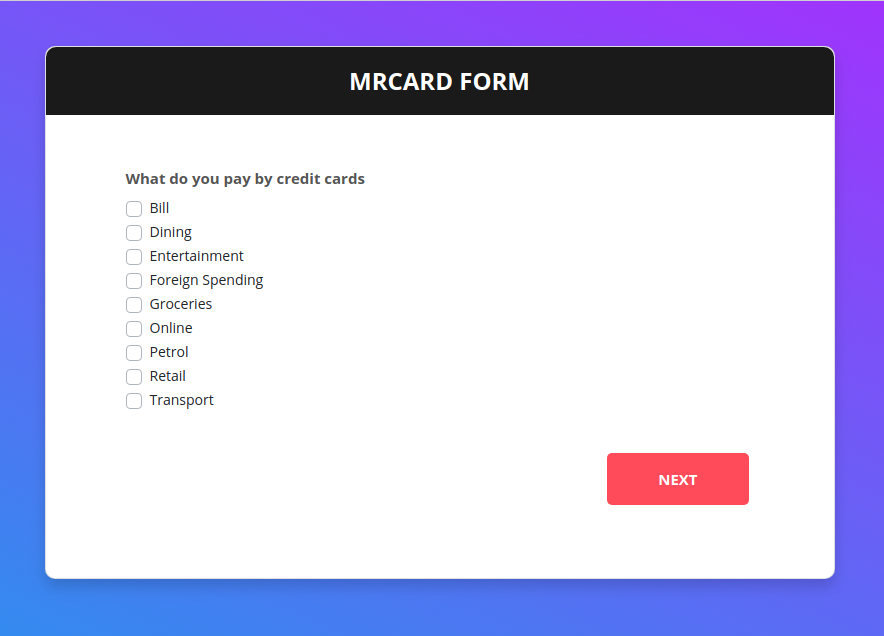 MRCARD FORM
What do you pay by credit cards
Bill
Dining
Entertainment
Foreign Spending
Groceries
Online
Petrol
Retail
Transport
NEXT